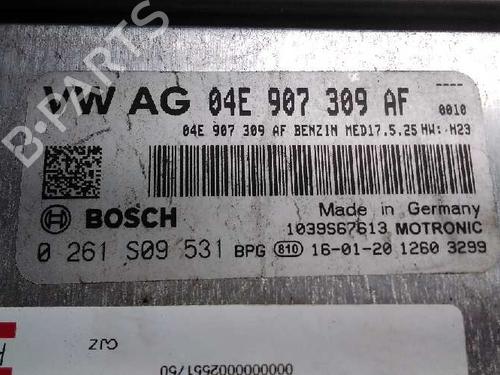 B-PARTS
VW AG 04E 907 309 AF
----
0010
04E 907 309 AF BENZIN MED17.5.25 HW: H23
BOSCH
Made in Germany
1039S67613 MOTRONIC
0 261 S09 531 BPG 810 16-01-20 1260 3299
CJZ